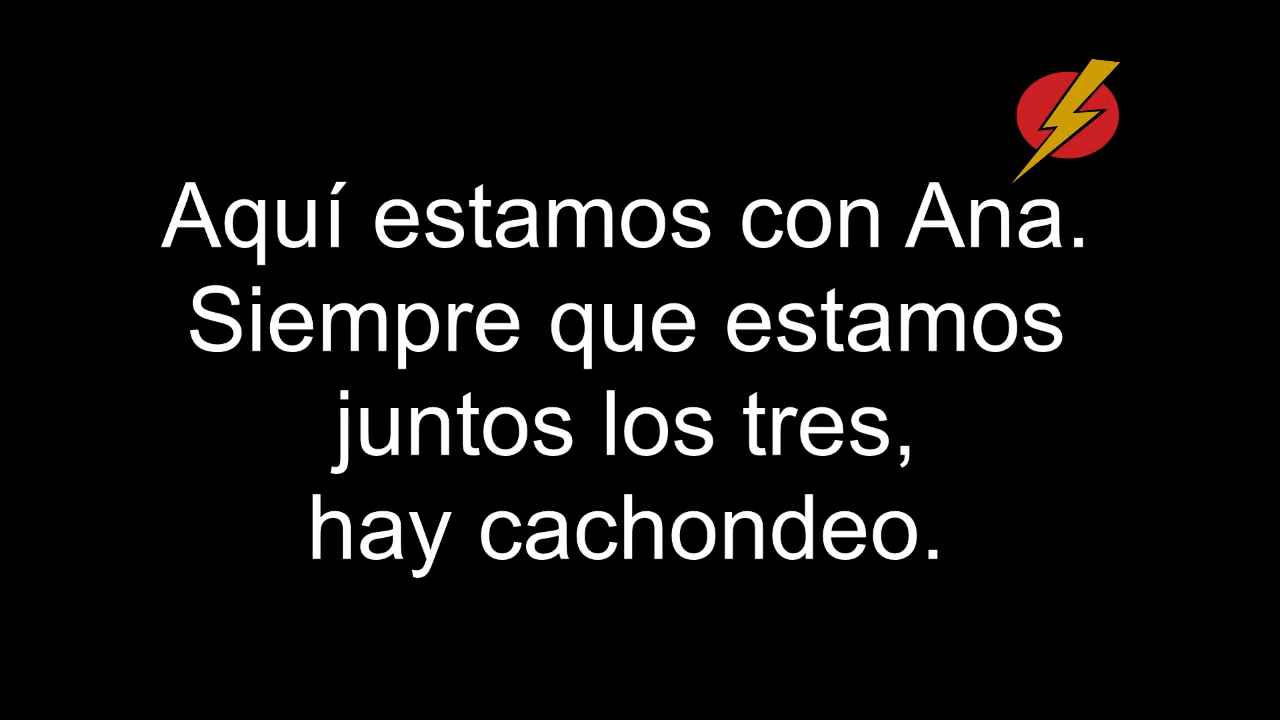 Aquí estamos con Ana.
Siempre que estamos
juntos los tres,
hay cachondeo.